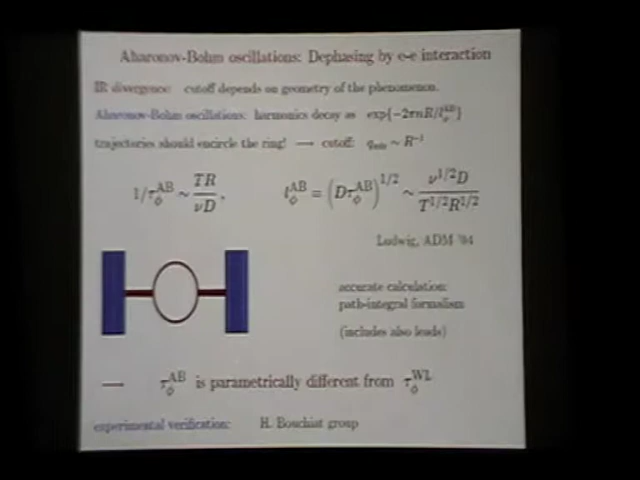 Aharonov-Bohm oscillations: Dephasing by e-e interaction
IR divergence: cutoff depends on geometry of the phenomenon.
Aharonov-Bohm oscillations: harmonics decay as exp{−2πnR/l_φ^AB}
trajectories should encircle the ring! ⟶ cutoff: q_min ∼ R⁻¹
1/τ_φ^AB ∼ TR/νD , l_φ^AB ≡ (Dτ_φ^AB)^1/2 ∼ ν^1/2 D / T^1/2 R^1/2
Ludwig, ADM '04
accurate calculation:
path-integral formalism
(includes also leads)
— τ_φ^AB is parametrically different from τ_φ^WL
experimental verification: H. Bouchiat group